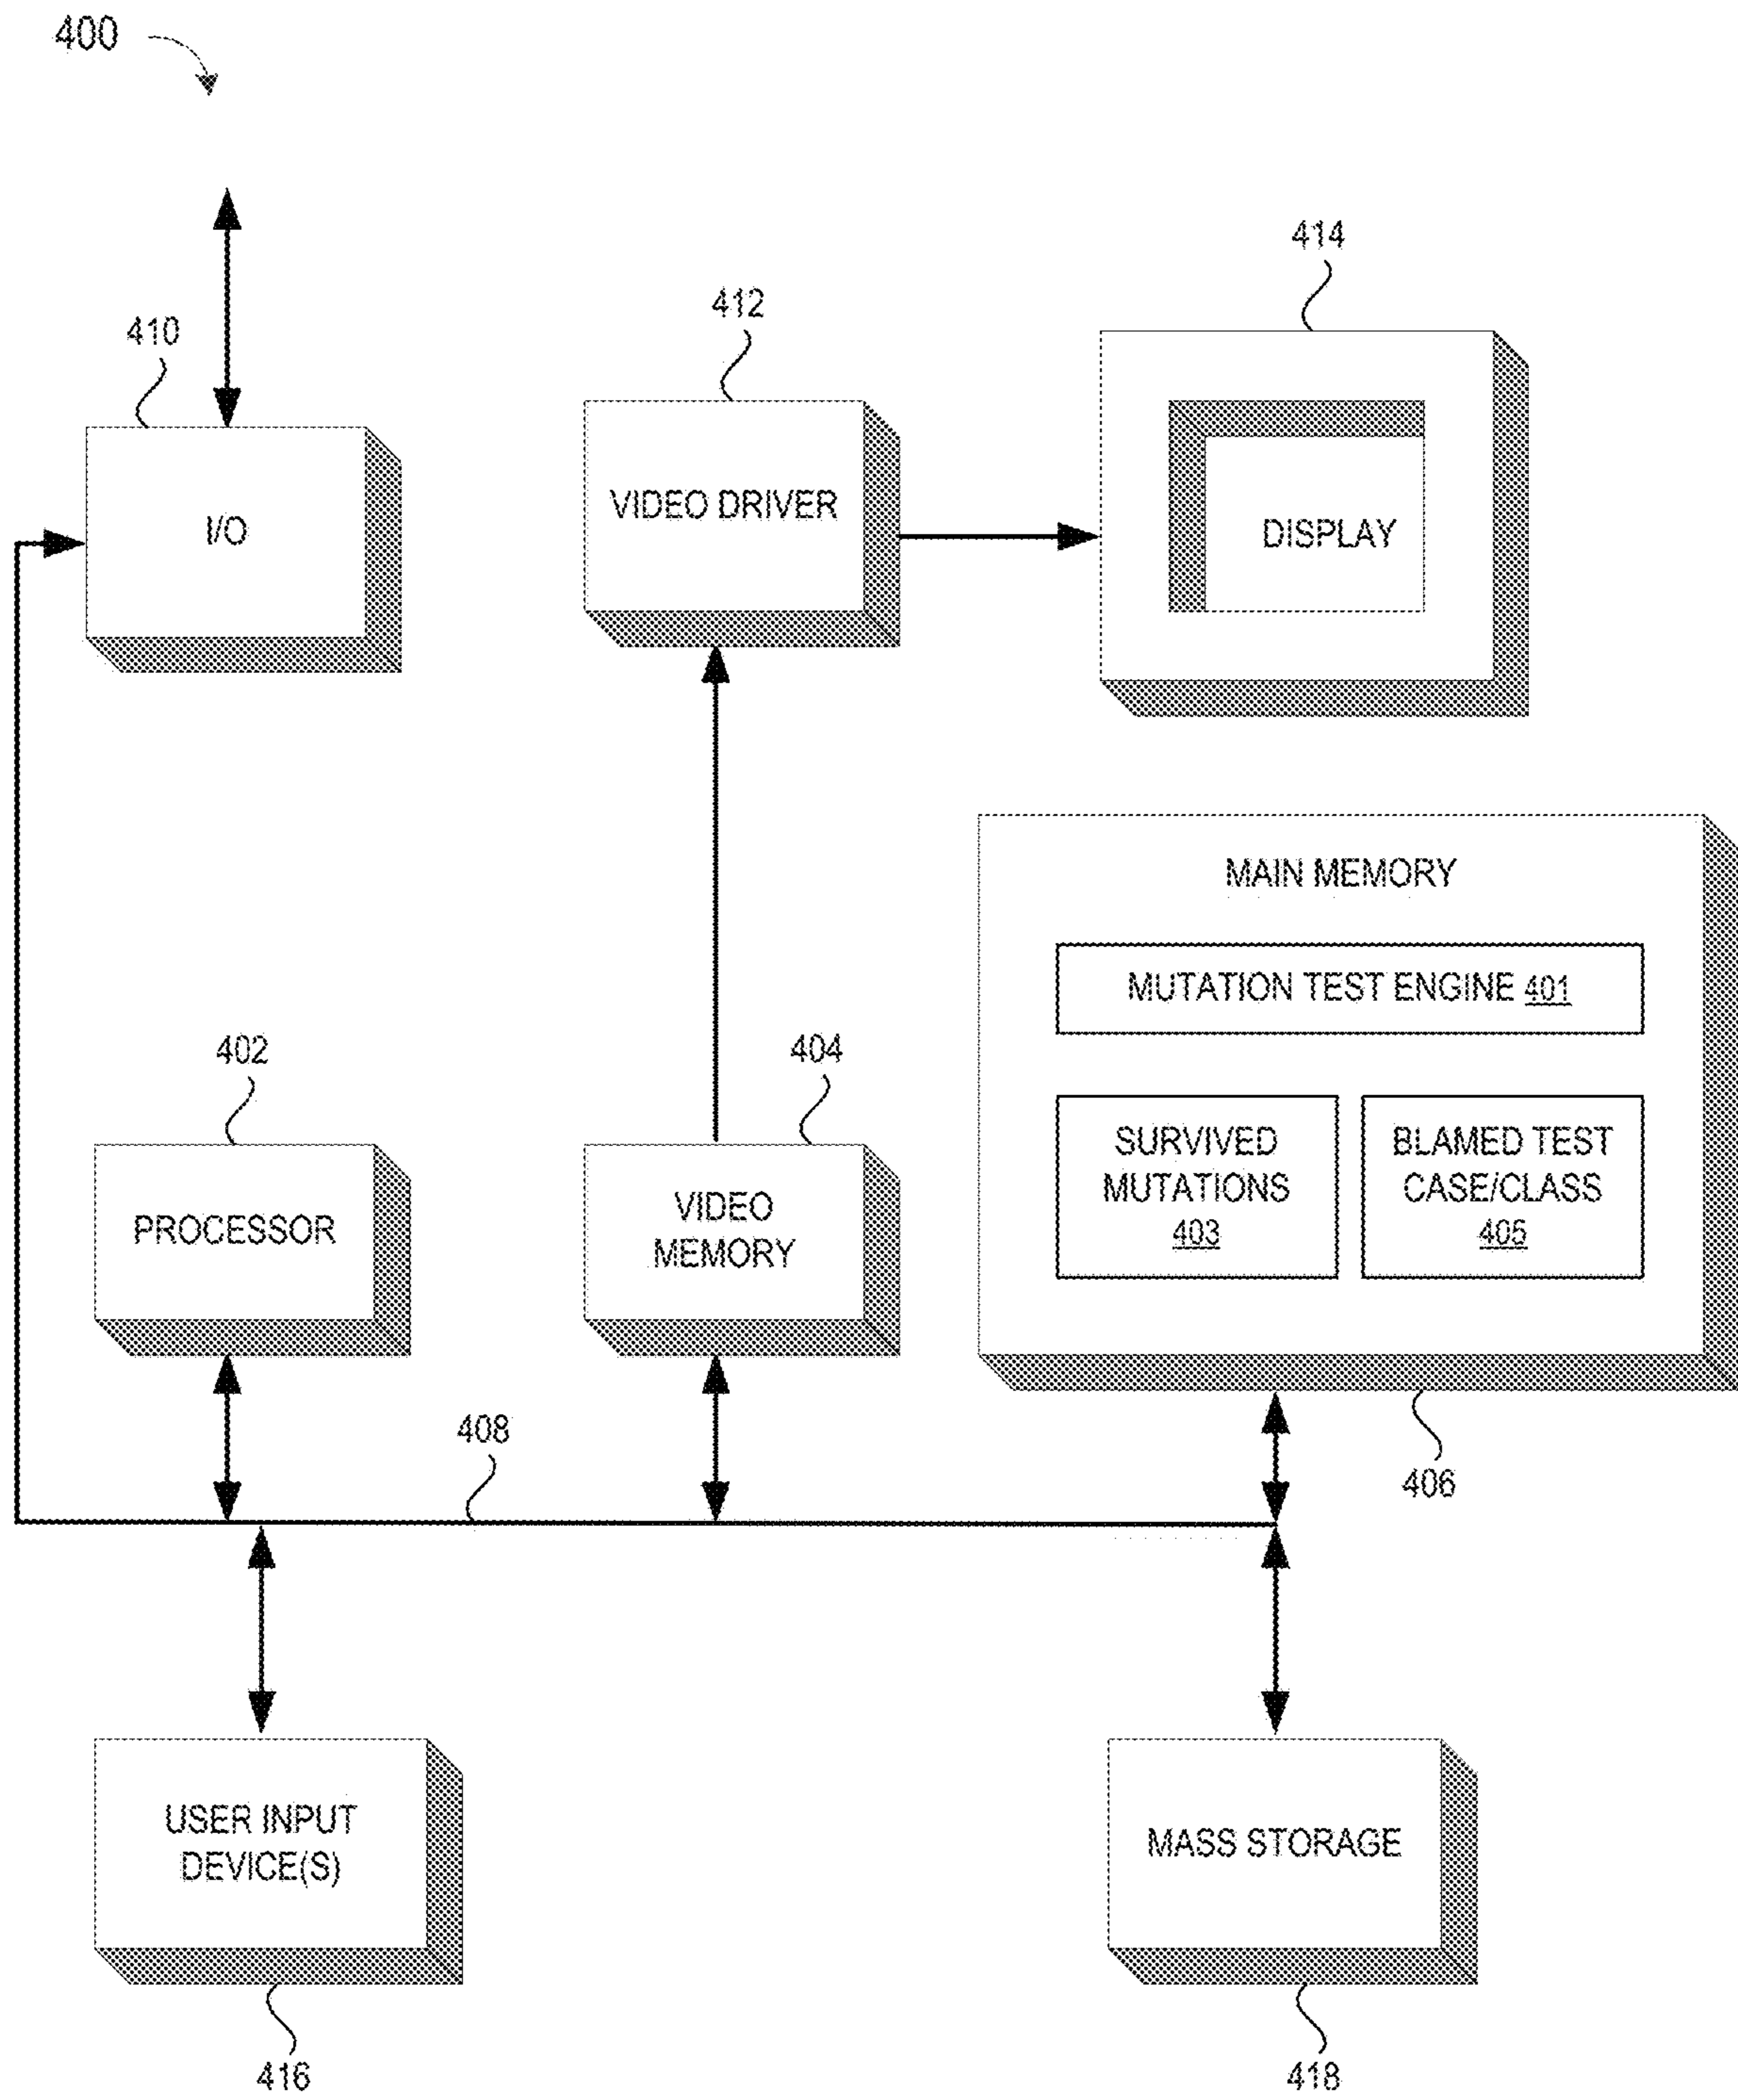 400
414
412
410
VIDEO DRIVER
I/O
DISPLAY
MAIN MEMORY
MUTATION TEST ENGINE 401
402
404
SURVIVED
MUTATIONS
403
BLAMED TEST
CASE/CLASS
405
PROCESSOR
VIDEO
MEMORY
408
406
USER INPUT
DEVICE(S)
MASS STORAGE
416
418